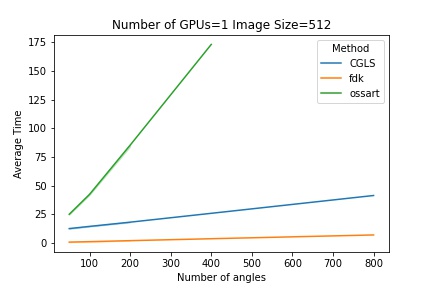 Number of GPUs=1 Image Size=512
Average Time
175
150
125
100
75
50
25
0
Method
CGLS
fdk
ossart
100 200 300 400 500 600 700 800
Number of angles